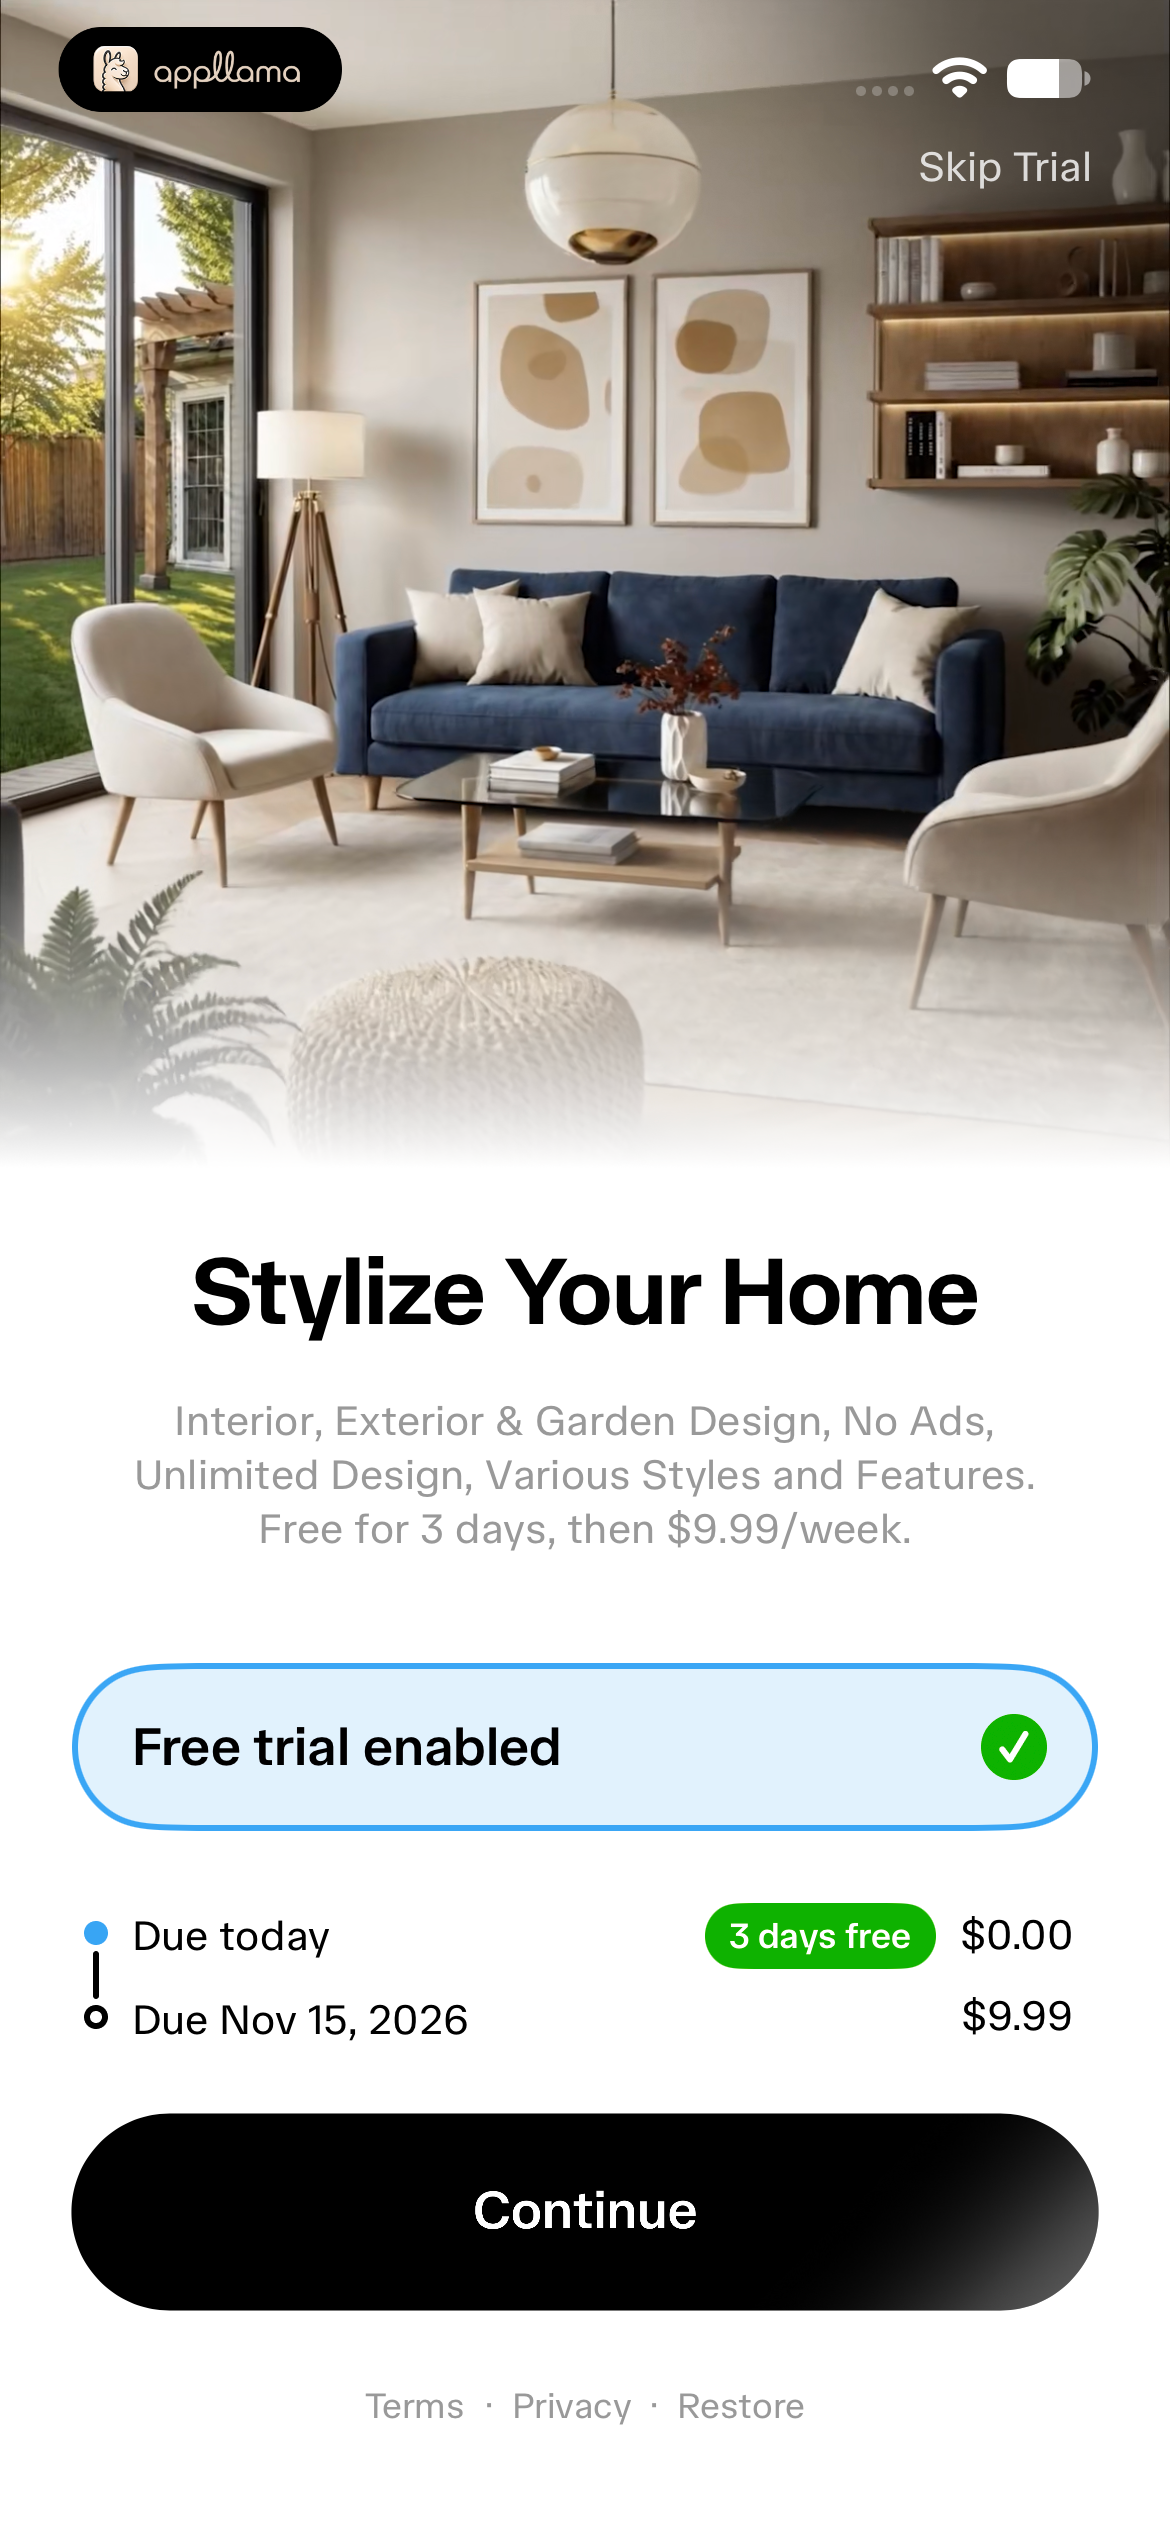 appllama
Skip Trial
Stylize Your Home
Interior, Exterior & Garden Design, No Ads,
Unlimited Design, Various Styles and Features.
Free for 3 days, then $9.99/week.
Free trial enabled
Due today 3 days free $0.00
Due Nov 15, 2026 $9.99
Continue
Terms · Privacy · Restore